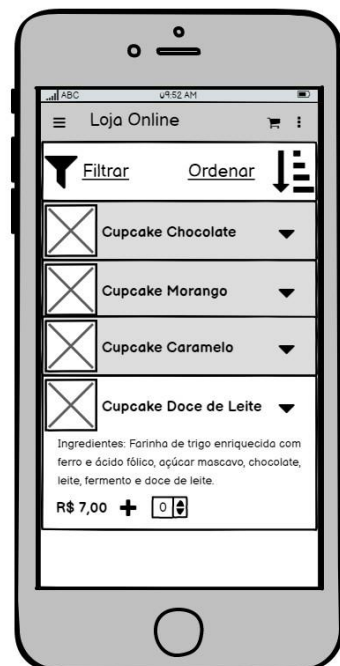 ABC 09:52 AM
Loja Online
Filtrar Ordenar
Cupcake Chocolate
Cupcake Morango
Cupcake Caramelo
Cupcake Doce de Leite
Ingredientes: Farinha de trigo enriquecida com
ferro e ácido fólico, açúcar mascavo, chocolate,
leite, fermento e doce de leite.
R$ 7,00 + 0